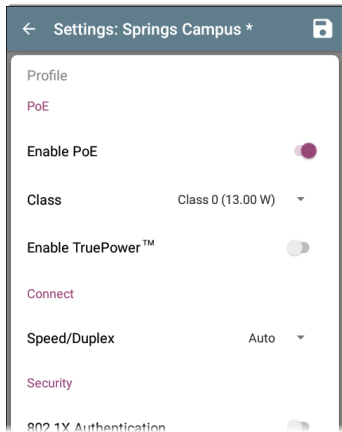 Settings: Springs Campus *
Profile
PoE
Enable PoE
Class Class 0 (13.00 W)
Enable TruePower™
Connect
Speed/Duplex Auto
Security
802.1X Authentication